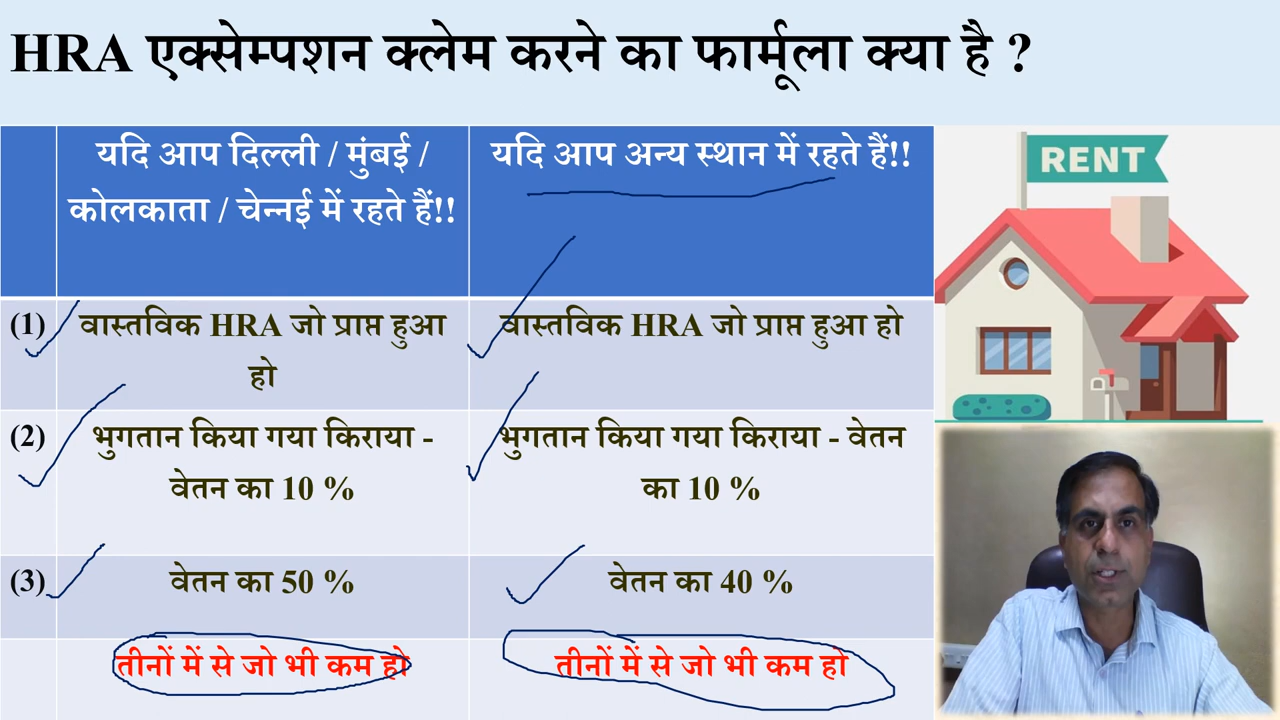 HRA एक्सेम्पशन क्लेम करने का फार्मूला क्या है ?
यदि आप दिल्ली / मुंबई /
कोलकाता / चेन्नई में रहते हैं!!
यदि आप अन्य स्थान में रहते हैं!!
RENT
(1)
वास्तविक HRA जो प्राप्त हुआ
हो
वास्तविक HRA जो प्राप्त हुआ हो
(2)
भुगतान किया गया किराया -
वेतन का 10 %
भुगतान किया गया किराया - वेतन
का 10 %
(3)
वेतन का 50 %
वेतन का 40 %
तीनों में से जो भी कम हो
तीनों में से जो भी कम हो